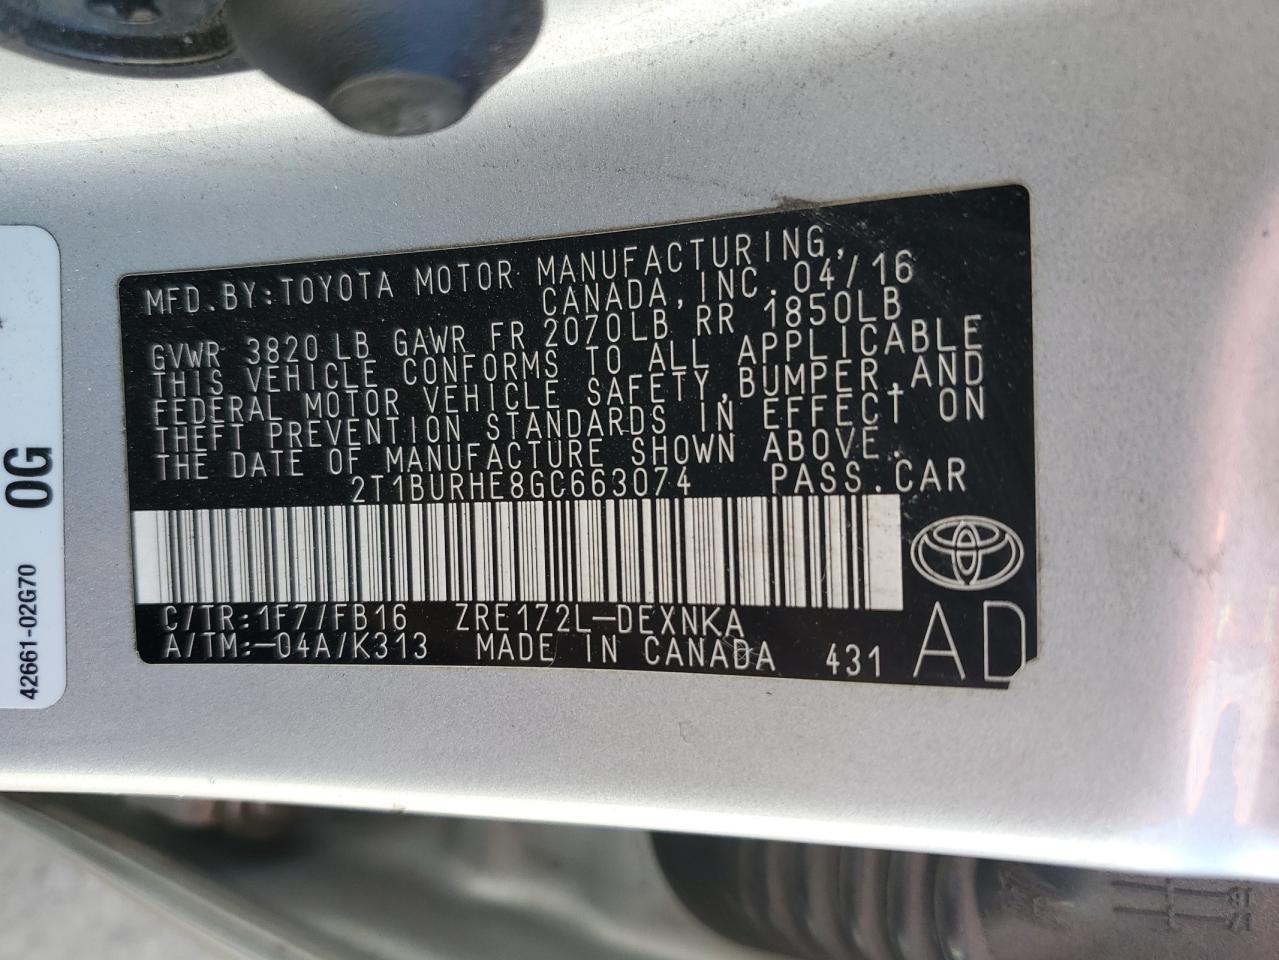 MFD.BY:TOYOTA MOTOR MANUFACTURING,
CANADA, INC. 04/16
GVWR 3820 LB GAWR FR 2070LB RR 1850LB
THIS VEHICLE CONFORMS TO ALL APPLICABLE
FEDERAL MOTOR VEHICLE SAFETY, BUMPER, AND
THEFT PREVENTION STANDARDS IN EFFECT ON
THE DATE OF MANUFACTURE SHOWN ABOVE.
2T1BURHE8GC663074 PASS.CAR
C/TR:1F7/FB16 ZRE172L-DEXNKA
A/TM:-04A/K313 MADE IN CANADA 431
AD
0G
42661-02G70